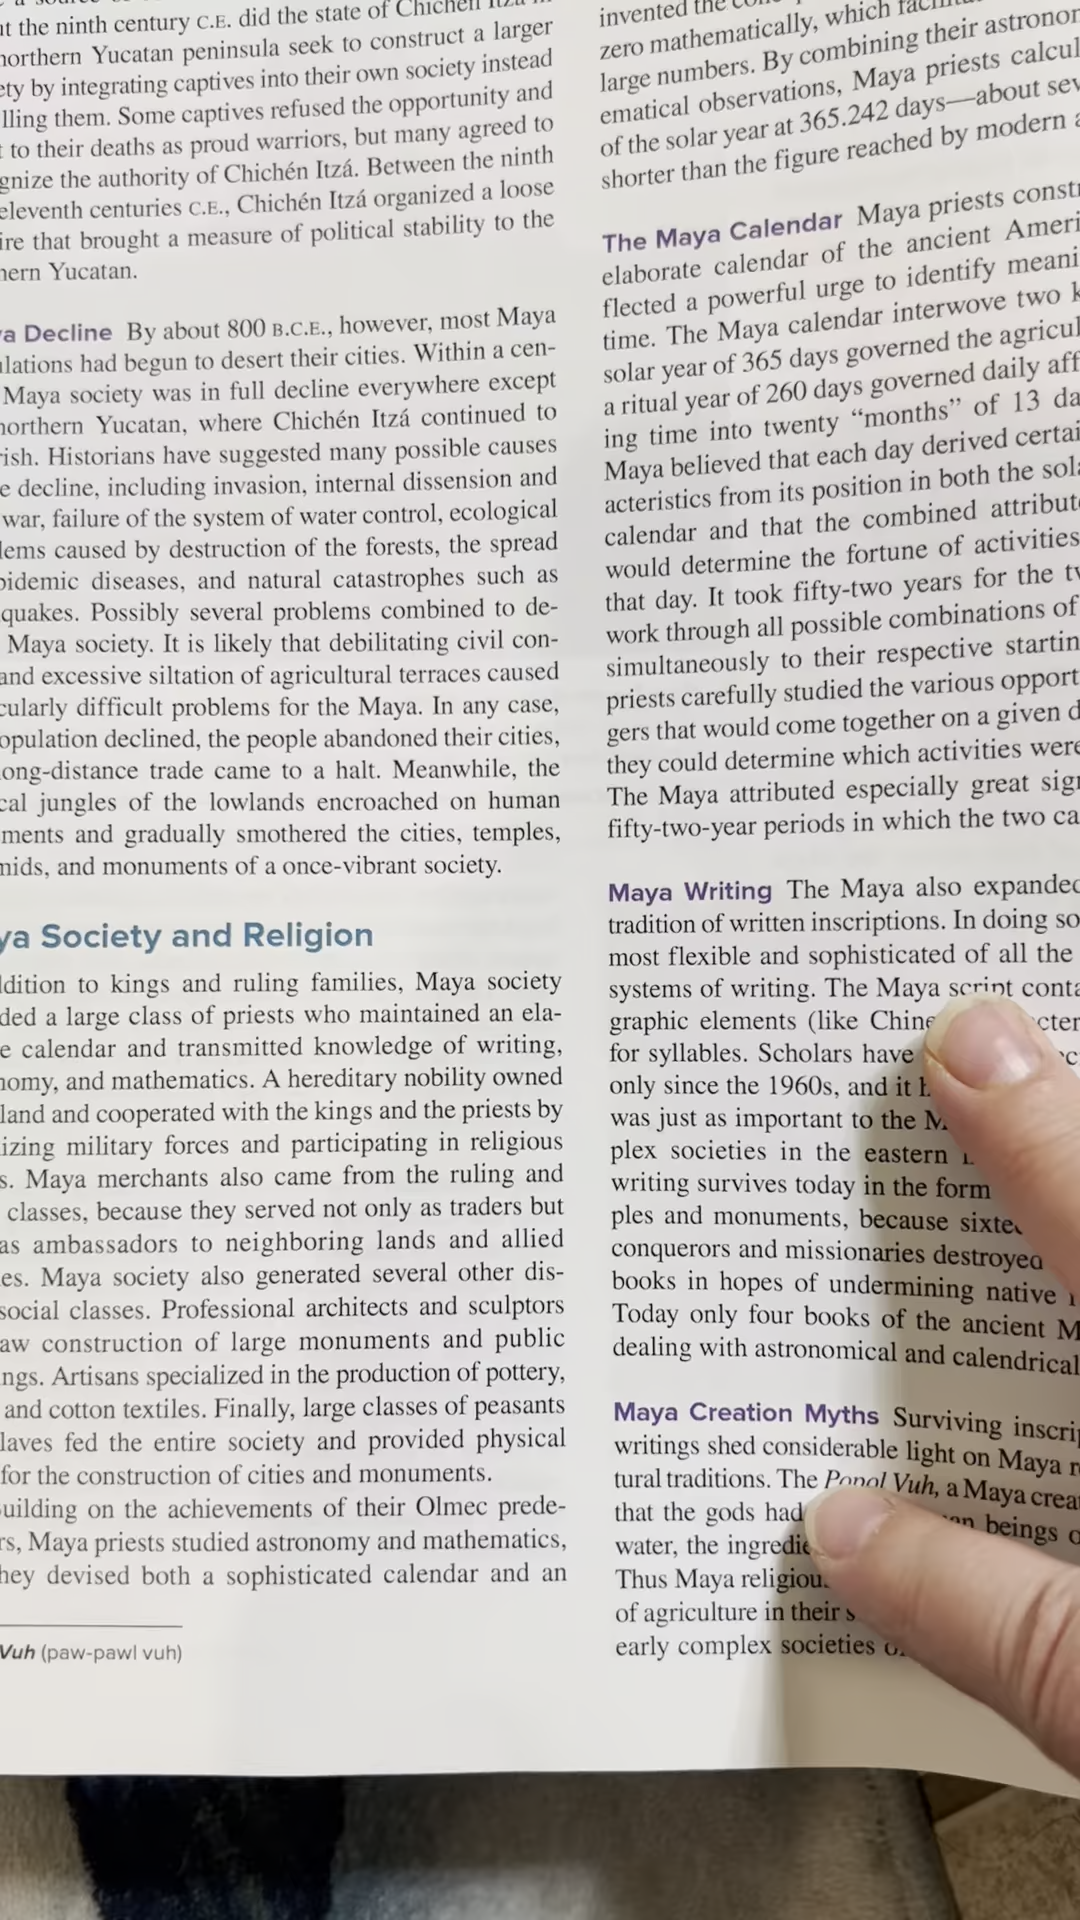 the ninth century C.E. did the state of Chichén
northern Yucatan peninsula seek to construct a larger
ety by integrating captives into their own society instead
lling them. Some captives refused the opportunity and
t to their deaths as proud warriors, but many agreed to
gnize the authority of Chichén Itzá. Between the ninth
eleventh centuries C.E., Chichén Itzá organized a loose
ire that brought a measure of political stability to the
hern Yucatan.
ya Decline By about 800 B.C.E., however, most Maya
ulations had begun to desert their cities. Within a cen-
Maya society was in full decline everywhere except
northern Yucatan, where Chichén Itzá continued to
rish. Historians have suggested many possible causes
e decline, including invasion, internal dissension and
war, failure of the system of water control, ecological
lems caused by destruction of the forests, the spread
pidemic diseases, and natural catastrophes such as
quakes. Possibly several problems combined to de-
Maya society. It is likely that debilitating civil con-
and excessive siltation of agricultural terraces caused
cularly difficult problems for the Maya. In any case,
opulation declined, the people abandoned their cities,
ong-distance trade came to a halt. Meanwhile, the
cal jungles of the lowlands encroached on human
ments and gradually smothered the cities, temples,
mids, and monuments of a once-vibrant society.
ya Society and Religion
ddition to kings and ruling families, Maya society
ded a large class of priests who maintained an ela-
e calendar and transmitted knowledge of writing,
nomy, and mathematics. A hereditary nobility owned
land and cooperated with the kings and the priests by
izing military forces and participating in religious
s. Maya merchants also came from the ruling and
classes, because they served not only as traders but
as ambassadors to neighboring lands and allied
es. Maya society also generated several other dis-
social classes. Professional architects and sculptors
aw construction of large monuments and public
ngs. Artisans specialized in the production of pottery,
and cotton textiles. Finally, large classes of peasants
laves fed the entire society and provided physical
for the construction of cities and monuments.
uilding on the achievements of their Olmec prede-
rs, Maya priests studied astronomy and mathematics,
hey devised both a sophisticated calendar and an
Vuh (paw-pawl vuh)
invented the
zero mathematically, which
large numbers. By combining their astronor
ematical observations, Maya priests calcul
of the solar year at 365.242 days—about sev
shorter than the figure reached by modern a
The Maya Calendar Maya priests constr
elaborate calendar of the ancient Ameri
flected a powerful urge to identify meani
time. The Maya calendar interwove two k
solar year of 365 days governed the agricul
a ritual year of 260 days governed daily aff
ing time into twenty “months” of 13 da
Maya believed that each day derived certai
acteristics from its position in both the sola
calendar and that the combined attribut
would determine the fortune of activities
that day. It took fifty-two years for the tw
work through all possible combinations of
simultaneously to their respective startin
priests carefully studied the various opport
gers that would come together on a given d
they could determine which activities were
The Maya attributed especially great sig
fifty-two-year periods in which the two ca
Maya Writing The Maya also expanded
tradition of written inscriptions. In doing so
most flexible and sophisticated of all the
systems of writing. The Maya script conta
graphic elements (like Chine cter
for syllables. Scholars have
only since the 1960s, and it
was just as important to the M
plex societies in the eastern
writing survives today in the form
ples and monuments, because sixte
conquerors and missionaries destroyed
books in hopes of undermining native
Today only four books of the ancient M
dealing with astronomical and calendrical
Maya Creation Myths Surviving inscrip
writings shed considerable light on Maya r
tural traditions. The Popol Vuh, a Maya crea
that the gods had beings o
water, the ingredie
Thus Maya religiou
of agriculture in their s
early complex societies